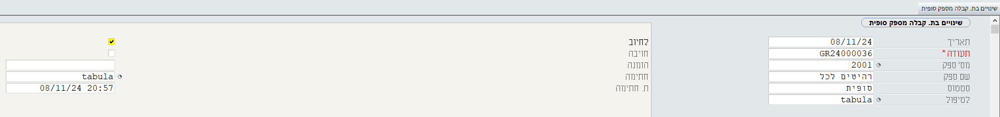 שינויים בת. קבלה מספק סופית
שינויים בת. קבלה מספק סופית
תאריך 08/11/24
תעודה* GR24000036
מס' ספק 2001
שם ספק רהיטים לכל
סטטוס סופית
לטיפול tabula
לחיוב
חויבה
הזמנה
חתימה tabula
ת. חתימה 08/11/24 20:57